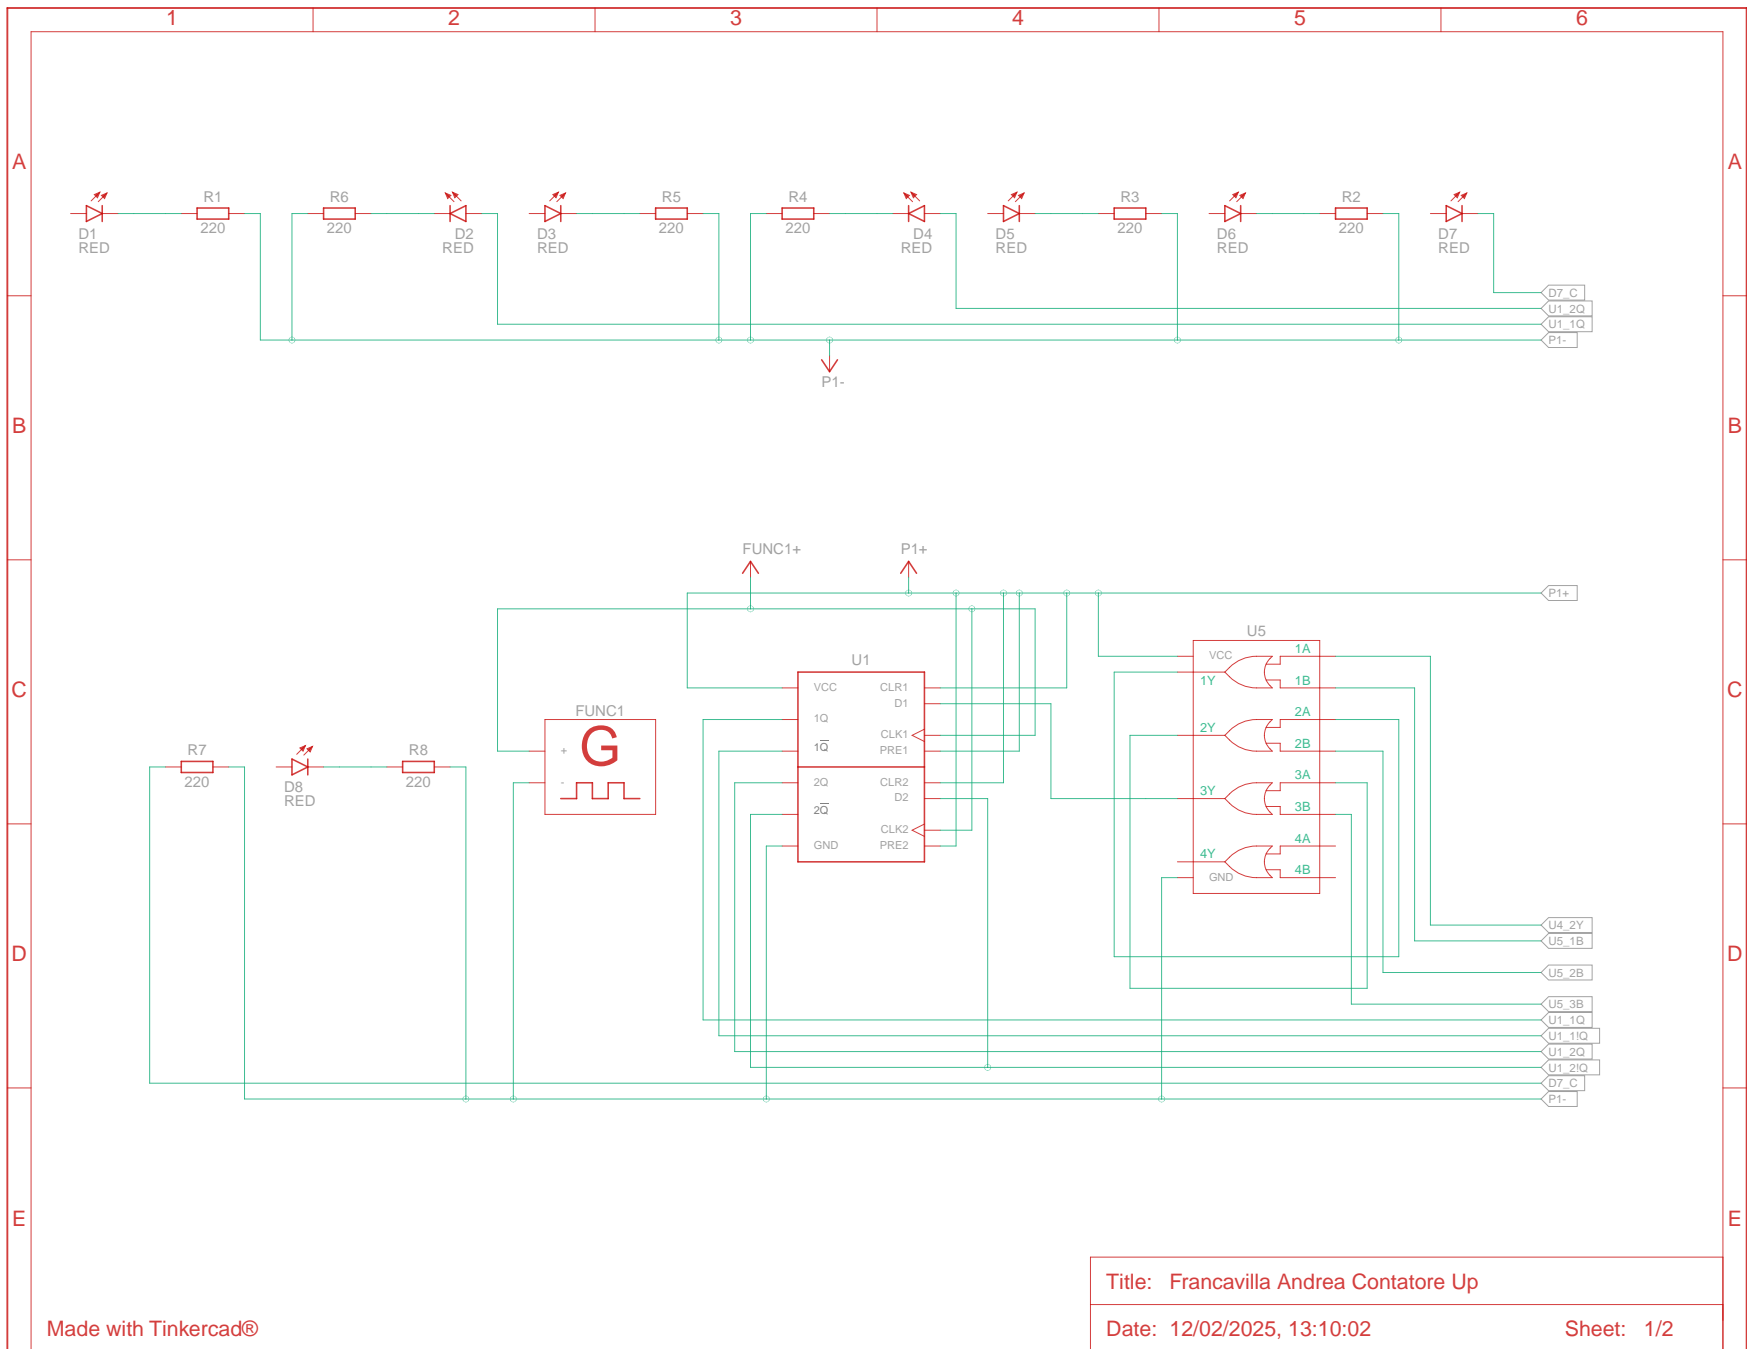 1 2 3 4 5 6
A A
R1 R6 R5 R4 R3 R2
220 220 220 220 220 220
D1 D2 D3 D4 D5 D6 D7
RED RED RED RED RED RED RED
D7_C
U1_2Q
U1_1Q
P1-
P1-
B B
FUNC1+ P1+
P1+
U5
VCC
1A
1Y
1B
2A
2Y
2B
3A
3Y
3B
4A
4Y
4B
GND
U1
VCC CLR1
D1
1Q
CLK1
1Q̅ PRE1
2Q CLR2
D2
2Q̅
CLK2
GND PRE2
C C
FUNC1
G
+
-
R7
220
D8
RED
R8
220
U4_2Y
U5_1B
U5_2B
U5_3B
U1_1Q
U1_1!Q
U1_2Q
U1_2!Q
D7_C
P1-
D D
E E
Title: Francavilla Andrea Contatore Up
Made with Tinkercad®
Date: 12/02/2025, 13:10:02 Sheet: 1/2